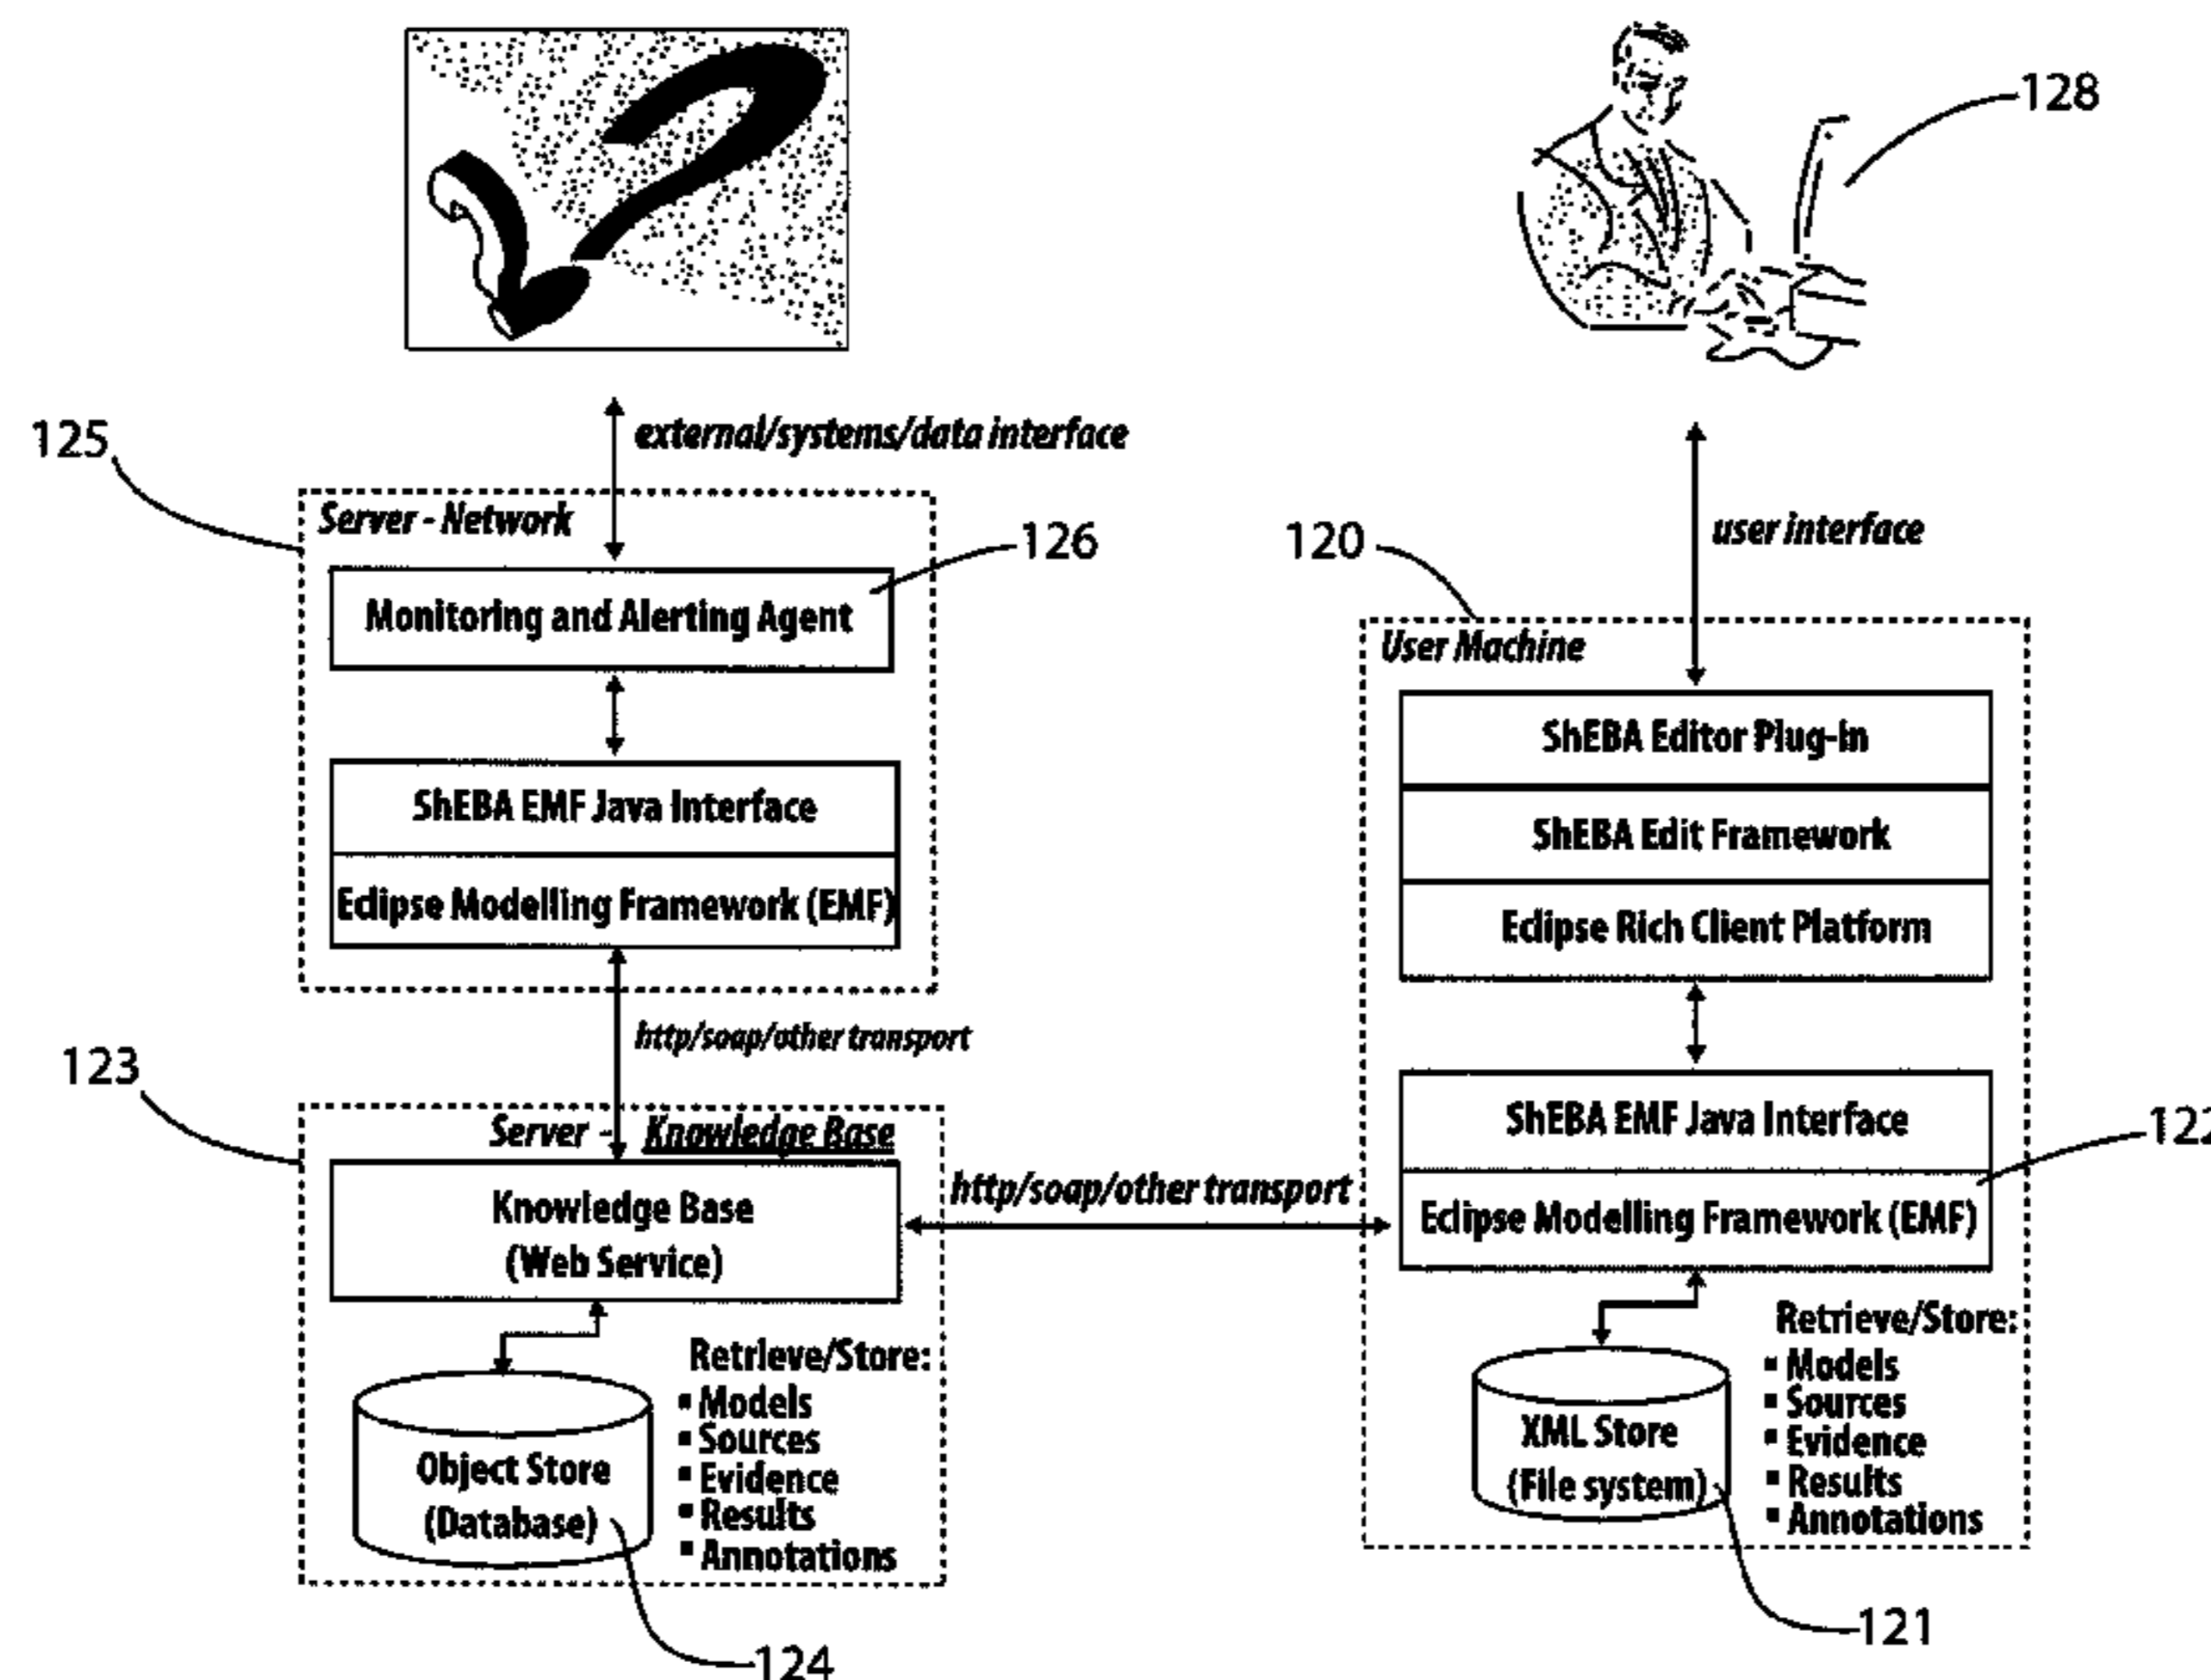 128
125
external/systems/data interface
Server - Network
126
Monitoring and Alerting Agent
ShEBA EMF Java Interface
Eclipse Modelling Framework (EMF)
http/soap/other transport
123
Server - Knowledge Base
Knowledge Base
(Web Service)
Retrieve/Store:
▪ Models
▪ Sources
▪ Evidence
▪ Results
▪ Annotations
Object Store
(Database)
124
http/soap/other transport
user interface
120
User Machine
ShEBA Editor Plug-in
ShEBA Edit Framework
Eclipse Rich Client Platform
ShEBA EMF Java Interface
122
Eclipse Modelling Framework (EMF)
Retrieve/Store:
▪ Models
▪ Sources
▪ Evidence
▪ Results
▪ Annotations
XML Store
(File system)
121